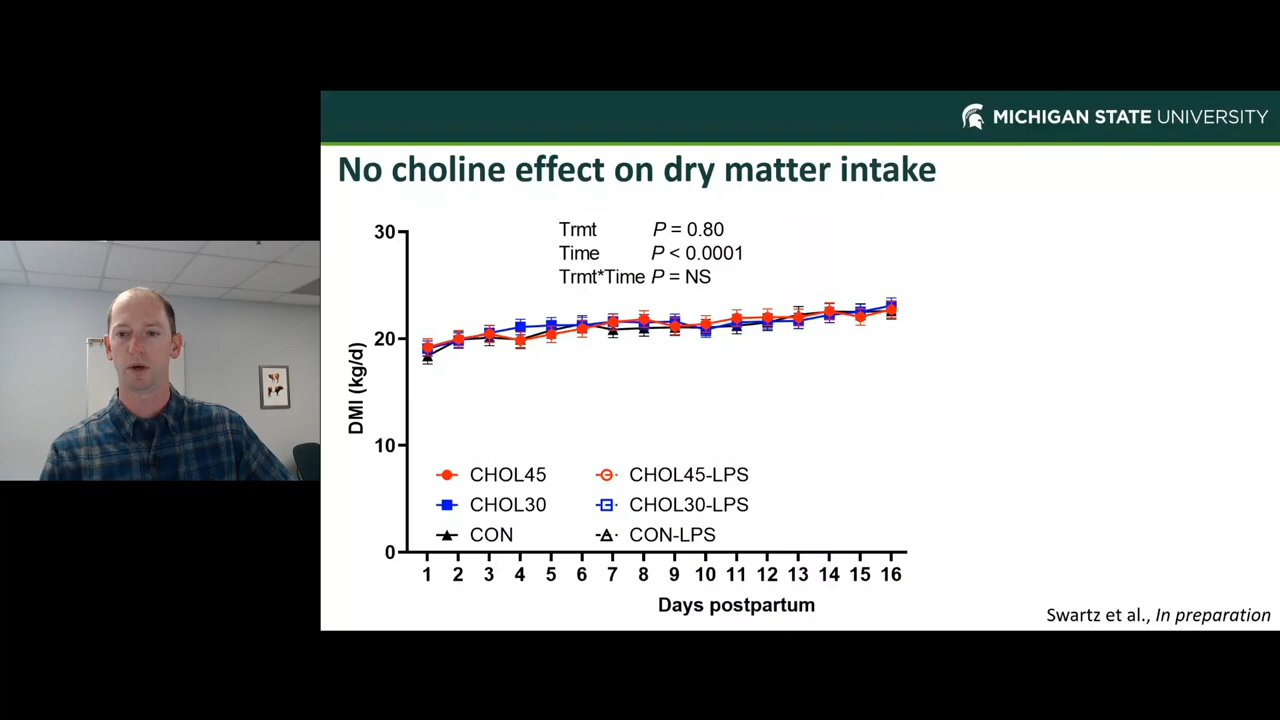 MICHIGAN STATE UNIVERSITY
No choline effect on dry matter intake
Trmt P = 0.80
Time P < 0.0001
Trmt*Time P = NS
30
20
10
0
DMI (kg/d)
CHOL45 CHOL45-LPS
CHOL30 CHOL30-LPS
CON CON-LPS
1 2 3 4 5 6 7 8 9 10 11 12 13 14 15 16
Days postpartum
Swartz et al., In preparation